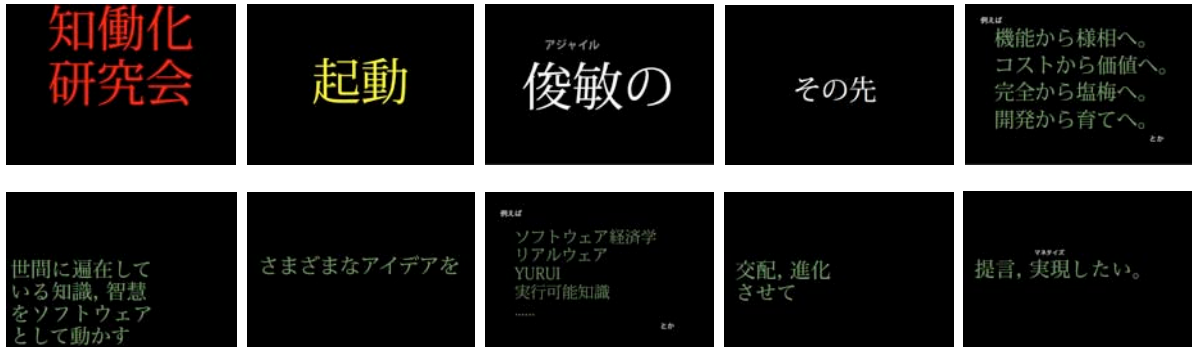 知働化
研究会
起動
アジャイル
俊敏の
その先
例えば
機能から様相へ。
コストから価値へ。
完全から塩梅へ。
開発から育てへ。
とか
世間に遍在して
いる知識, 智慧
をソフトウェア
として動かす
さまざまなアイデアを
例えば
ソフトウェア経済学
リアルウェア
YURUI
実行可能知識
......
とか
交配, 進化
させて
マネタイズ
提言, 実現したい。